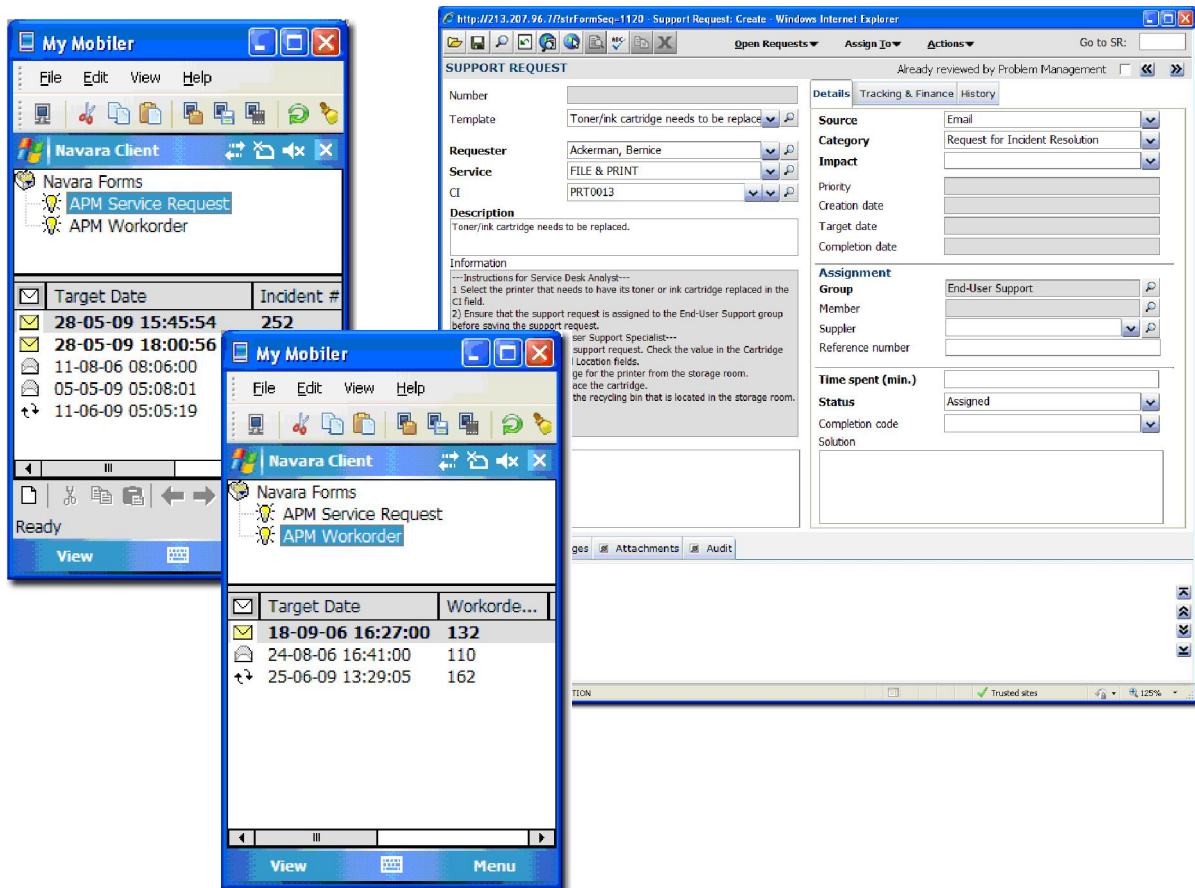 My Mobiler
File Edit View Help
Navara Client
Navara Forms
APM Service Request
APM Workorder
Target Date Incident #
28-05-09 15:45:54 252
28-05-09 18:00:56
11-08-06 08:06:00
05-05-09 05:08:01
11-06-09 05:05:19
Ready
View
My Mobiler
File Edit View Help
Navara Client
Navara Forms
APM Service Request
APM Workorder
Target Date Workorde...
18-09-06 16:27:00 132
24-08-06 16:41:00 110
25-06-09 13:29:05 162
View Menu
http://213.207.96.7/?strFormSeq=1120 - Support Request: Create - Windows Internet Explorer
Open Requests Assign To Actions Go to SR:
SUPPORT REQUEST Already reviewed by Problem Management
Number
Template Toner/ink cartridge needs to be replace
Requester Ackerman, Bernice
Service FILE & PRINT
CI PRT0013
Description
Toner/ink cartridge needs to be replaced.
Information
---Instructions for Service Desk Analyst---
1 Select the printer that needs to have its toner or ink cartridge replaced in the
CI field.
2) Ensure that the support request is assigned to the End-User Support group
before saving the support request.
ser Support Specialist---
support request. Check the value in the Cartridge
Location fields.
ge for the printer from the storage room.
ace the cartridge.
the recycling bin that is located in the storage room.
Details Tracking & Finance History
Source Email
Category Request for Incident Resolution
Impact
Priority
Creation date
Target date
Completion date
Assignment
Group End-User Support
Member
Suppler
Reference number
Time spent (min.)
Status Assigned
Completion code
Solution
ges Attachments Audit
TION Trusted sites 125%